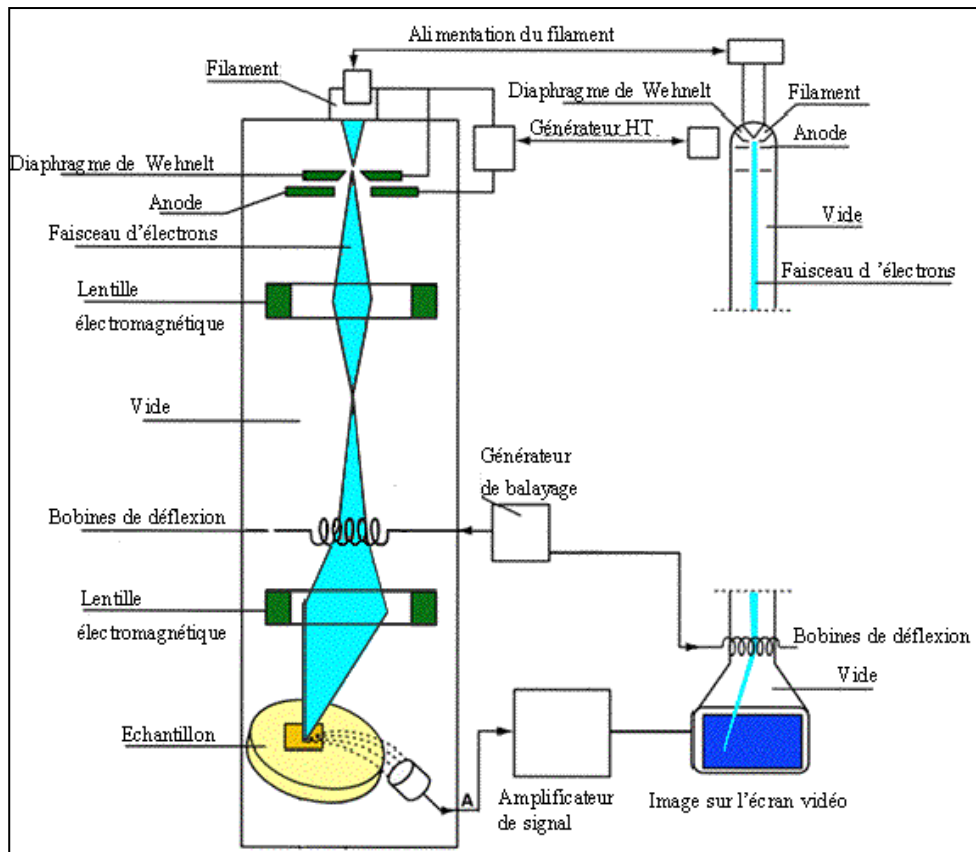 Alimentation du filament
Filament
Diaphragme de Wehnelt
Filament
Générateur HT
Anode
Diaphragme de Wehnelt
Anode
Vide
Faisceau d'électrons
Faisceau d 'électrons
Lentille
électromagnétique
Vide
Générateur
de balayage
Bobines de déflexion
Lentille
électromagnétique
Bobines de déflexion
Vide
Echantillon
A
Amplificateur
de signal
Image sur l'écran vidéo